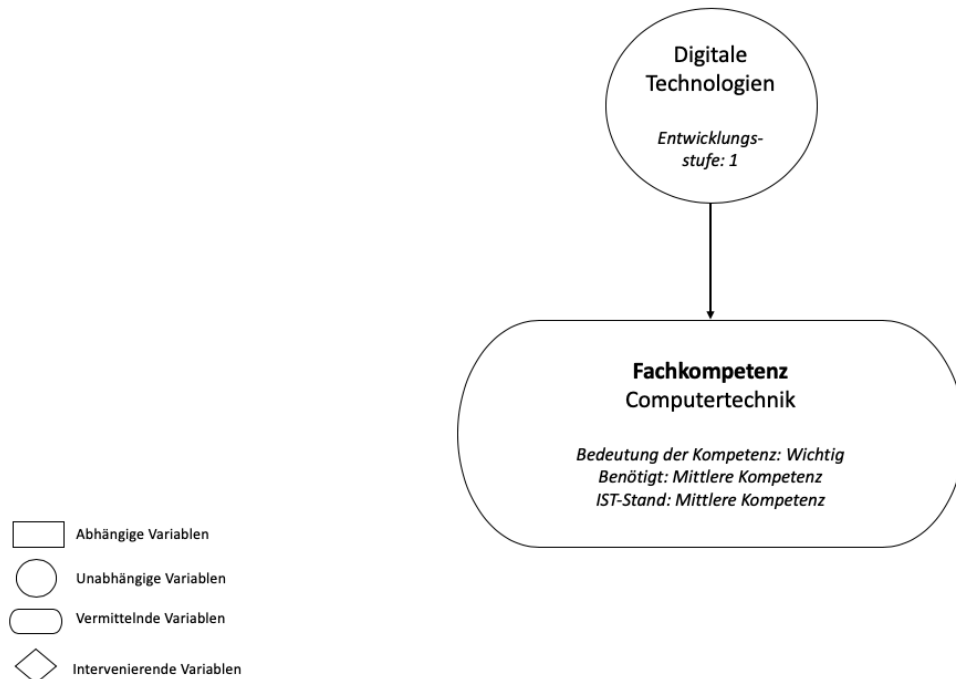 Digitale
Technologien
Entwicklungs-
stufe: 1
Fachkompetenz
Computertechnik
Bedeutung der Kompetenz: Wichtig
Benötigt: Mittlere Kompetenz
IST-Stand: Mittlere Kompetenz
Abhängige Variablen
Unabhängige Variablen
Vermittelnde Variablen
Intervenierende Variablen